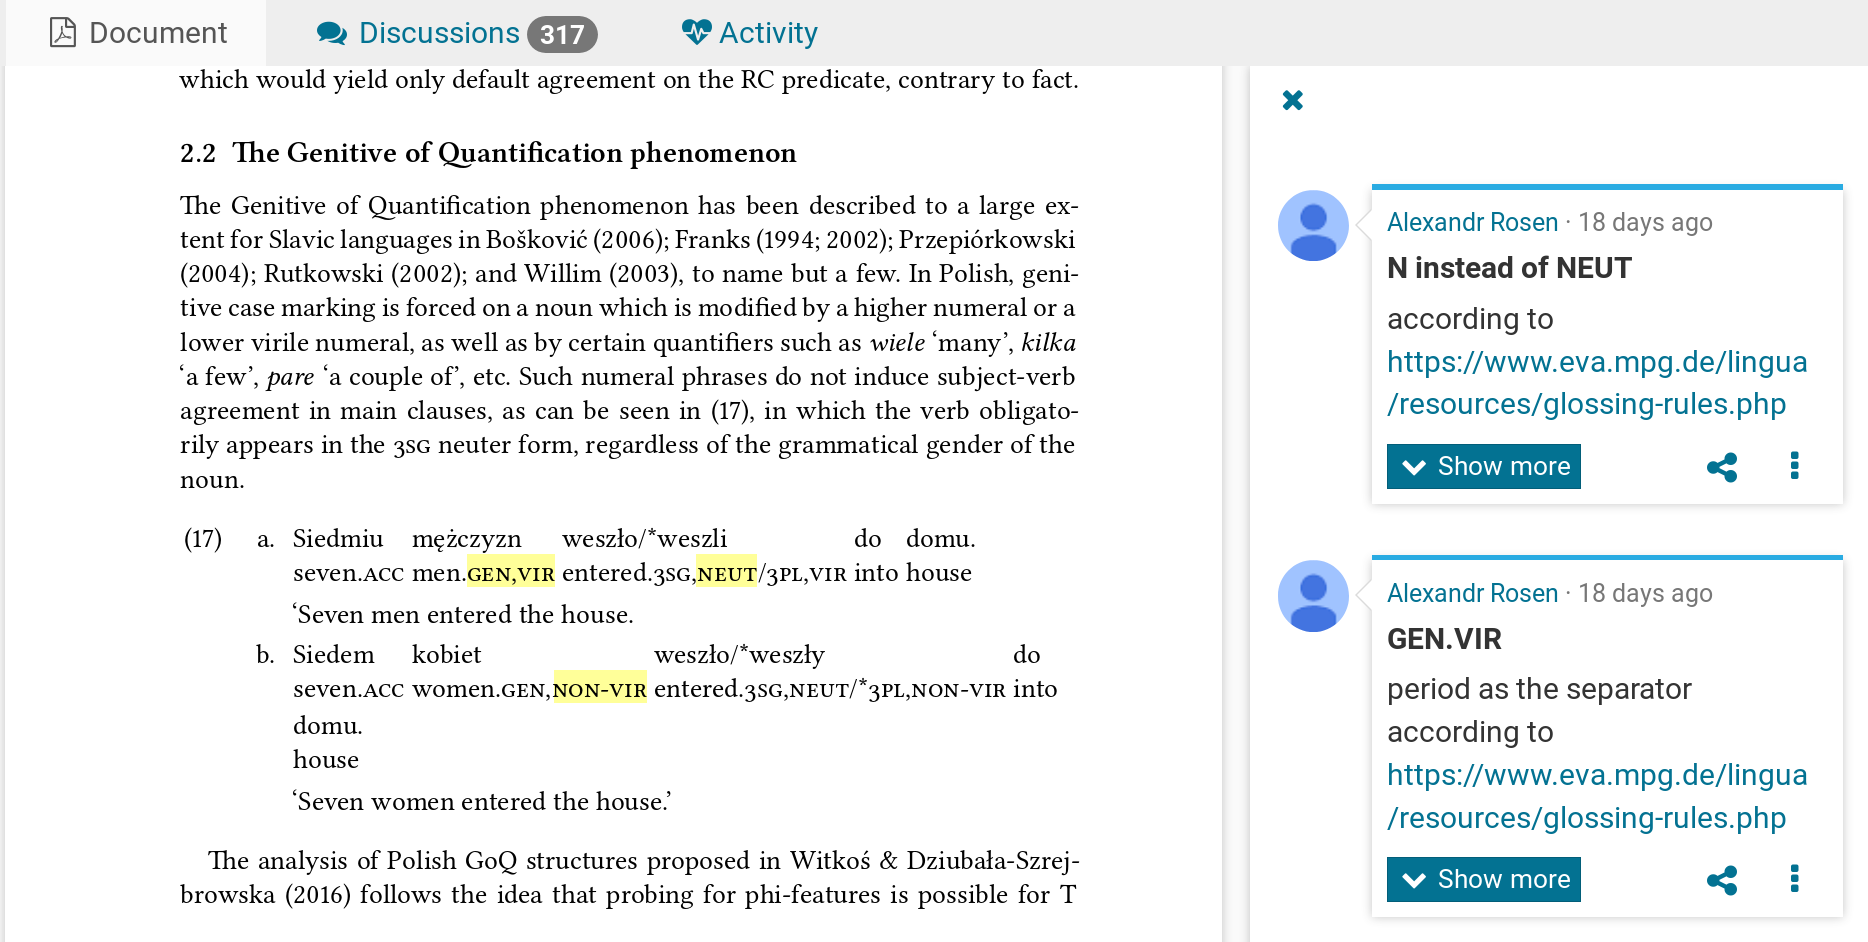 Document Discussions 317 Activity
which would yield only default agreement on the RC predicate, contrary to fact.
2.2 The Genitive of Quantification phenomenon
The Genitive of Quantification phenomenon has been described to a large ex-
tent for Slavic languages in Bošković (2006); Franks (1994; 2002); Przepiórkowski
(2004); Rutkowski (2002); and Willim (2003), to name but a few. In Polish, geni-
tive case marking is forced on a noun which is modified by a higher numeral or a
lower virile numeral, as well as by certain quantifiers such as wiele ‘many’, kilka
‘a few’, pare ‘a couple of’, etc. Such numeral phrases do not induce subject-verb
agreement in main clauses, as can be seen in (17), in which the verb obligato-
rily appears in the 3SG neuter form, regardless of the grammatical gender of the
noun.
(17) a. Siedmiu mężczyzn weszło/*weszli do domu.
seven.ACC men.GEN,VIR entered.3SG,NEUT/3PL,VIR into house
‘Seven men entered the house.
b. Siedem kobiet weszło/*weszły do
seven.ACC women.GEN,NON-VIR entered.3SG,NEUT/*3PL,NON-VIR into
domu.
house
‘Seven women entered the house.’
The analysis of Polish GoQ structures proposed in Witkoś & Dziubała-Szrej-
browska (2016) follows the idea that probing for phi-features is possible for T
Alexandr Rosen · 18 days ago
N instead of NEUT
according to
https://www.eva.mpg.de/lingua
/resources/glossing-rules.php
Show more
Alexandr Rosen · 18 days ago
GEN.VIR
period as the separator
according to
https://www.eva.mpg.de/lingua
/resources/glossing-rules.php
Show more